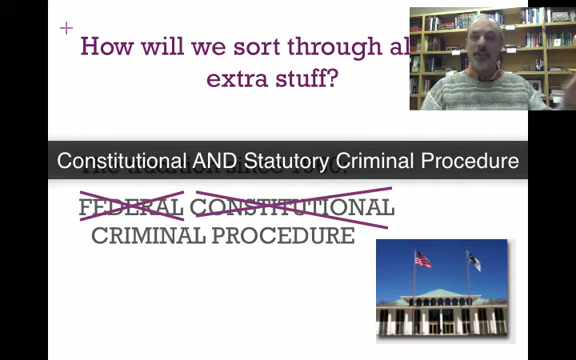 +
How will we sort through al
extra stuff?
Constitutional AND Statutory Criminal Procedure
FEDERAL CONSTITUTIONAL
CRIMINAL PROCEDURE